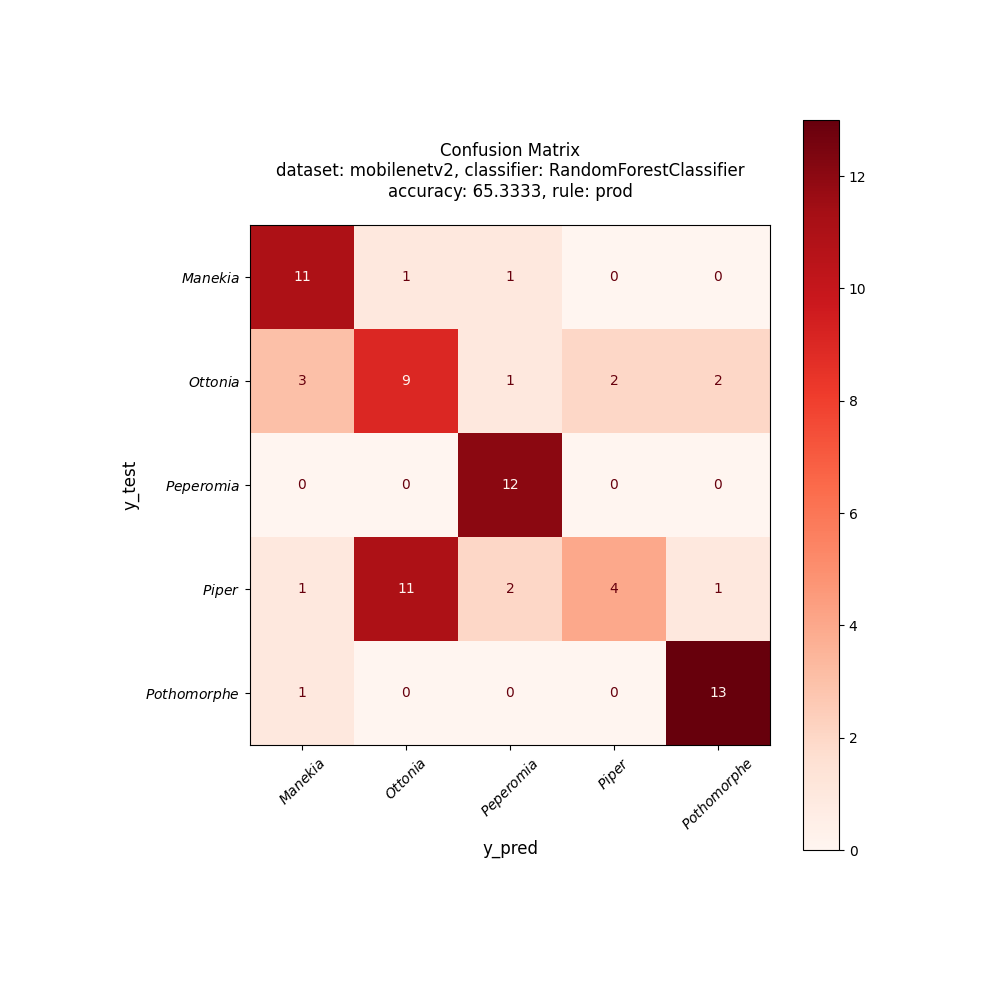 Confusion Matrix
dataset: mobilenetv2, classifier: RandomForestClassifier
accuracy: 65.3333, rule: prod
Manekia 11 1 1 0 0
Ottonia 3 9 1 2 2
Peperomia 0 0 12 0 0
Piper 1 11 2 4 1
Pothomorphe 1 0 0 0 13
Manekia Ottonia Peperomia Piper Pothomorphe
y_pred
y_test
12
10
8
6
4
2
0